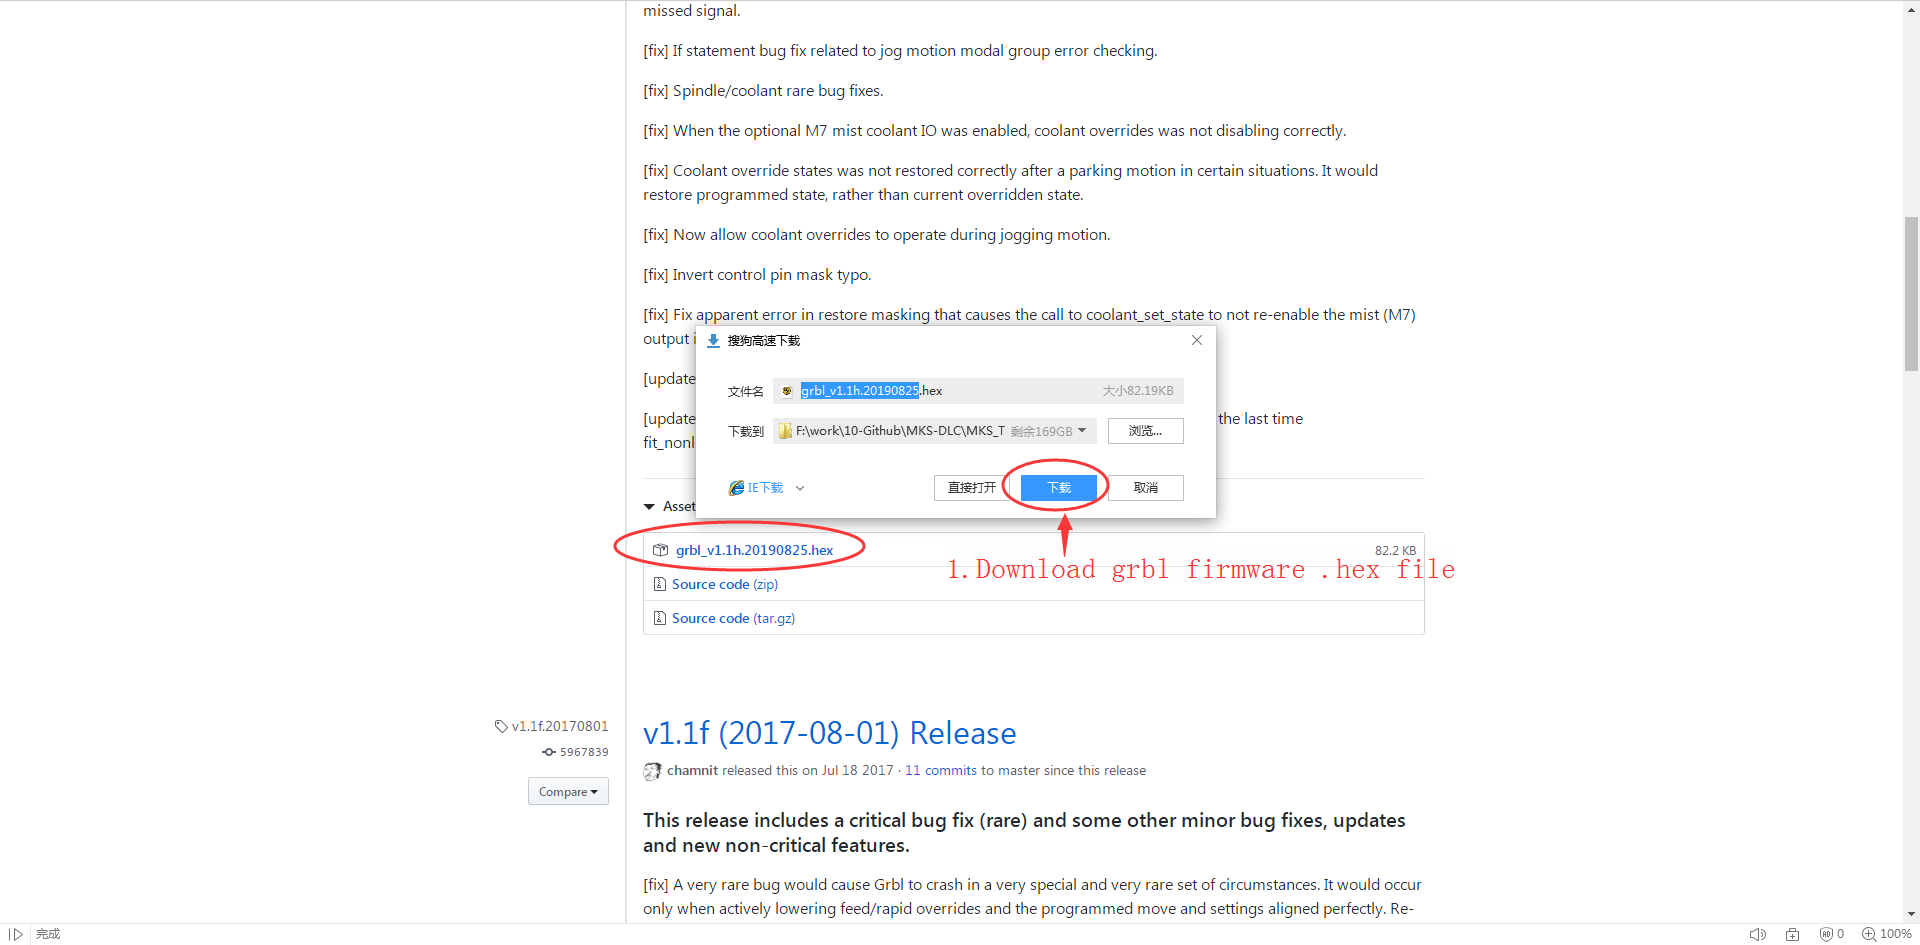 missed signal.
[fix] If statement bug fix related to jog motion modal group error checking.
[fix] Spindle/coolant rare bug fixes.
[fix] When the optional M7 mist coolant IO was enabled, coolant overrides was not disabling correctly.
[fix] Coolant override states was not restored correctly after a parking motion in certain situations. It would
restore programmed state, rather than current overridden state.
[fix] Now allow coolant overrides to operate during jogging motion.
[fix] Invert control pin mask typo.
[fix] Fix apparent error in restore masking that causes the call to coolant_set_state to not re-enable the mist (M7)
output i
[update
[update the last time
fit_nonl
搜狗高速下载
文件名 grbl_v1.1h.20190825.hex 大小82.19KB
下载到 F:\work\10-Github\MKS-DLC\MKS_T 剩余169GB 浏览...
IE下载 直接打开 下载 取消
Asset
grbl_v1.1h.20190825.hex 82.2 KB
1.Download grbl firmware .hex file
Source code (zip)
Source code (tar.gz)
v1.1f.20170801
5967839
Compare
v1.1f (2017-08-01) Release
chamnit released this on Jul 18 2017 · 11 commits to master since this release
This release includes a critical bug fix (rare) and some other minor bug fixes, updates
and new non-critical features.
[fix] A very rare bug would cause Grbl to crash in a very special and very rare set of circumstances. It would occur
only when actively lowering feed/rapid overrides and the programmed move and settings aligned perfectly. Re-
完成 AD 0 100%